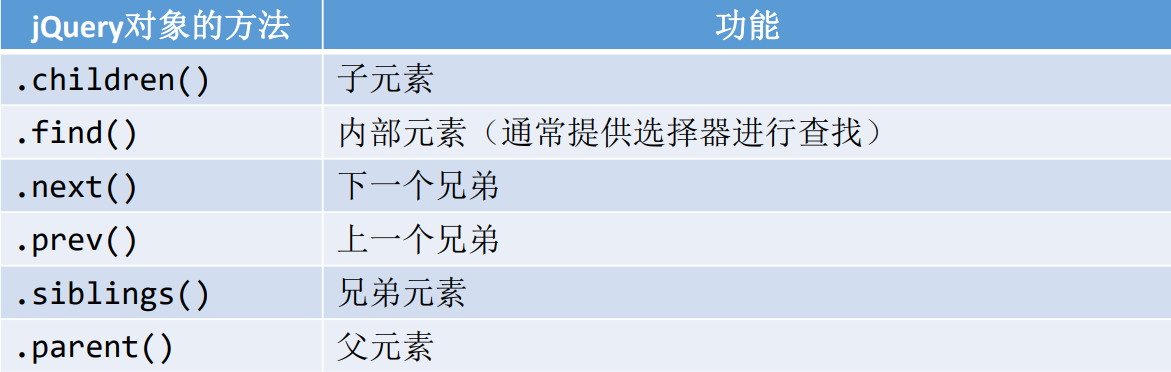 jQuery对象的方法 功能
.children() 子元素
.find() 内部元素（通常提供选择器进行查找）
.next() 下一个兄弟
.prev() 上一个兄弟
.siblings() 兄弟元素
.parent() 父元素